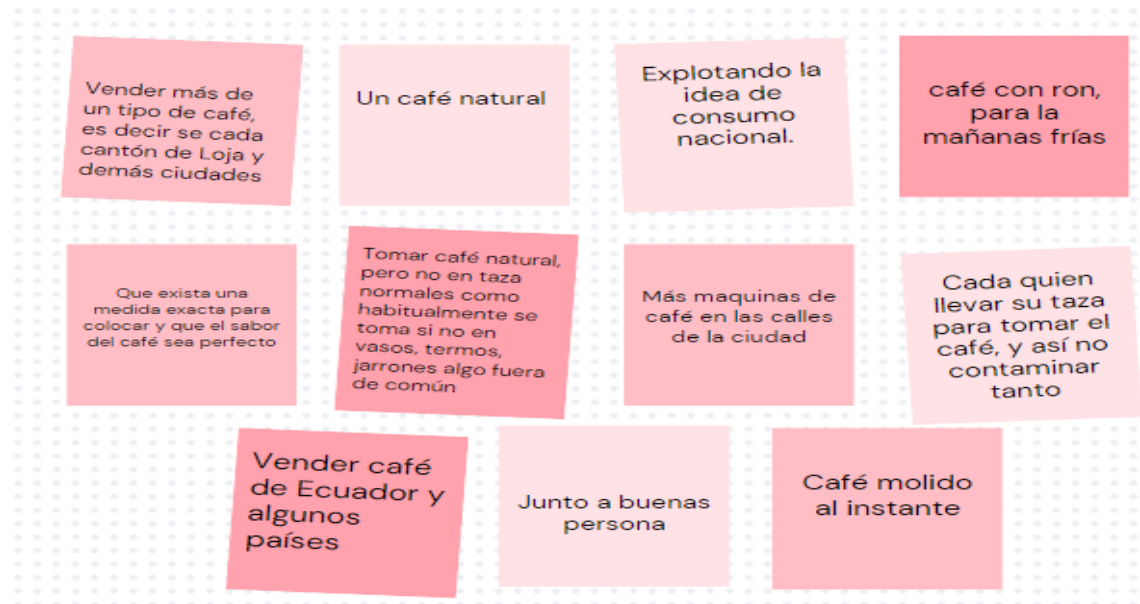 Vender más de
un tipo de café,
es decir se cada
cantón de Loja y
demás ciudades
Un café natural
Explotando la
idea de
consumo
nacional.
café con ron,
para la
mañanas frías
Que exista una
medida exacta para
colocar y que el sabor
del café sea perfecto
Tomar café natural,
pero no en taza
normales como
habitualmente se
toma si no en
vasos, termos,
jarrones algo fuera
de común
Más maquinas de
café en las calles
de la ciudad
Cada quien
llevar su taza
para tomar el
café, y así no
contaminar
tanto
Vender café
de Ecuador y
algunos
países
Junto a buenas
persona
Café molido
al instante